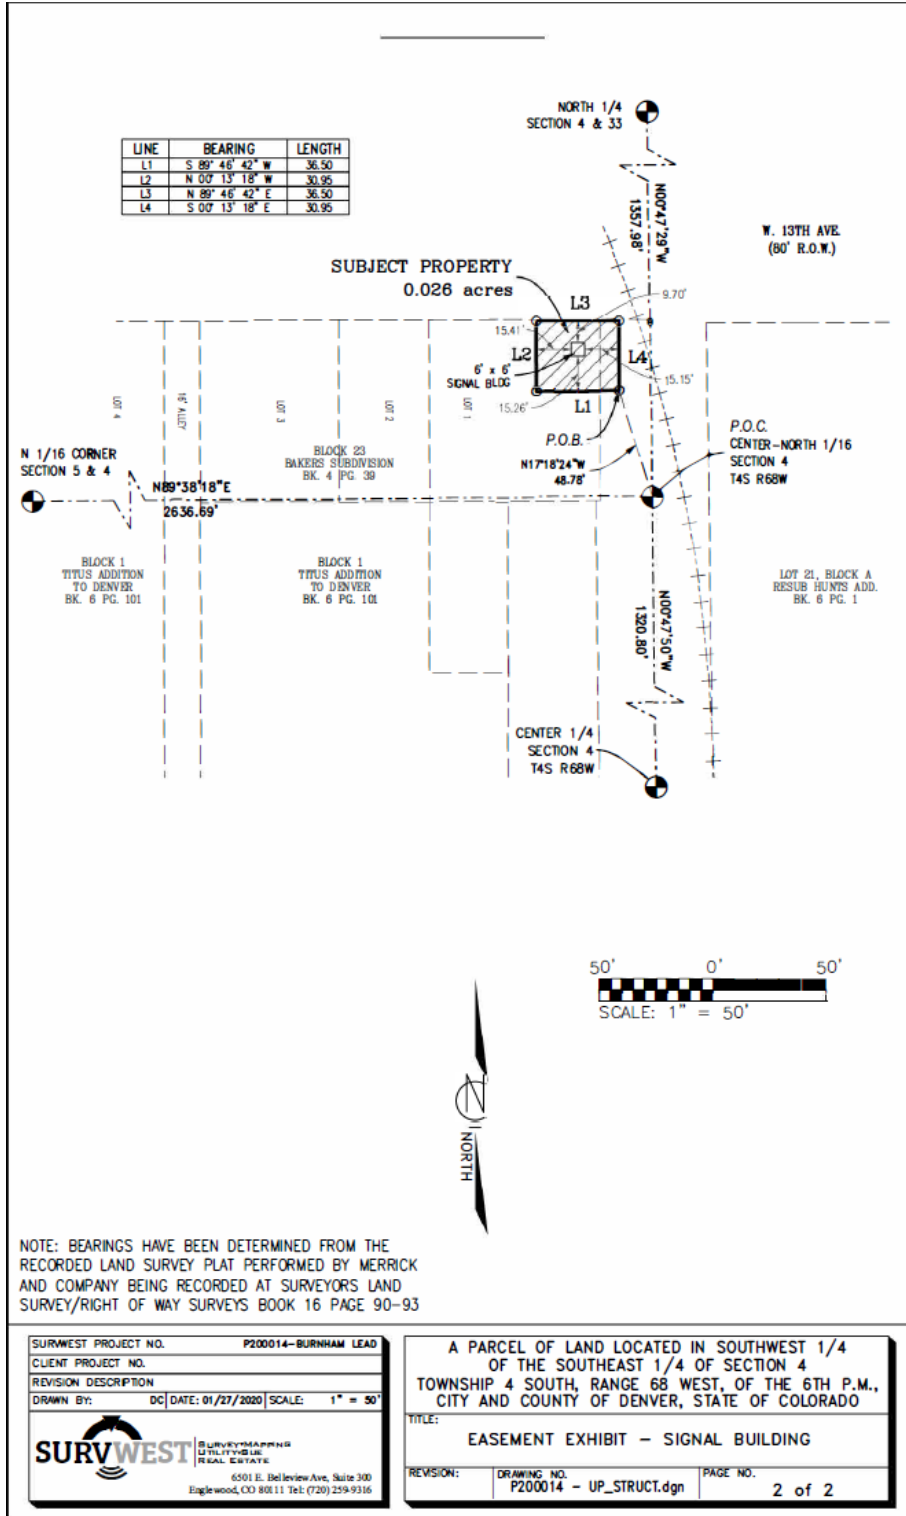 NORTH 1/4
SECTION 4 & 33
LINE BEARING LENGTH
L1 S 89° 46' 42" W 36.50
L2 N 00° 13' 18" W 30.95
L3 N 89° 46' 42" E 36.50
L4 S 00° 13' 18" E 30.95
N00°47'29"W
1357.98'
W. 13TH AVE.
(80' R.O.W.)
SUBJECT PROPERTY
0.026 acres
L3
9.70'
15.41'
L2
L4
6' x 6'
SIGNAL BLDG
15.15'
15.26'
L1
LOT 4
16' ALLEY
LOT 3
LOT 2
LOT 1
P.O.B.
P.O.C.
CENTER-NORTH 1/16
SECTION 4
T4S R68W
N17°18'24"W
48.78'
BLOCK 23
BAKERS SUBDIVISION
BK. 4 PG. 39
N 1/16 CORNER
SECTION 5 & 4
N89°38'18"E
2636.69'
BLOCK 1
TITUS ADDITION
TO DENVER
BK. 6 PG. 101
BLOCK 1
TITUS ADDITION
TO DENVER
BK. 6 PG. 101
LOT 21, BLOCK A
RESUB HUNTS ADD.
BK. 6 PG. 1
N00°47'50"W
1320.80'
CENTER 1/4
SECTION 4
T4S R68W
50' 0' 50'
SCALE: 1" = 50'
N
NORTH
NOTE: BEARINGS HAVE BEEN DETERMINED FROM THE
RECORDED LAND SURVEY PLAT PERFORMED BY MERRICK
AND COMPANY BEING RECORDED AT SURVEYORS LAND
SURVEY/RIGHT OF WAY SURVEYS BOOK 16 PAGE 90-93
SURVWEST PROJECT NO. P200014-BURNHAM LEAD
CLIENT PROJECT NO.
REVISION DESCRIPTION
DRAWN BY: DC DATE: 01/27/2020 SCALE: 1" = 50'
SURVWEST
SURVEY+MAPPING
UTILITY+SUE
REAL ESTATE
6501 E. Belleview Ave, Suite 300
Englewood, CO 80111 Tel: (720) 259-9316
A PARCEL OF LAND LOCATED IN SOUTHWEST 1/4
OF THE SOUTHEAST 1/4 OF SECTION 4
TOWNSHIP 4 SOUTH, RANGE 68 WEST, OF THE 6TH P.M.,
CITY AND COUNTY OF DENVER, STATE OF COLORADO
TITLE:
EASEMENT EXHIBIT - SIGNAL BUILDING
REVISION:
DRAWING NO.
P200014 - UP_STRUCT.dgn
PAGE NO.
2 of 2